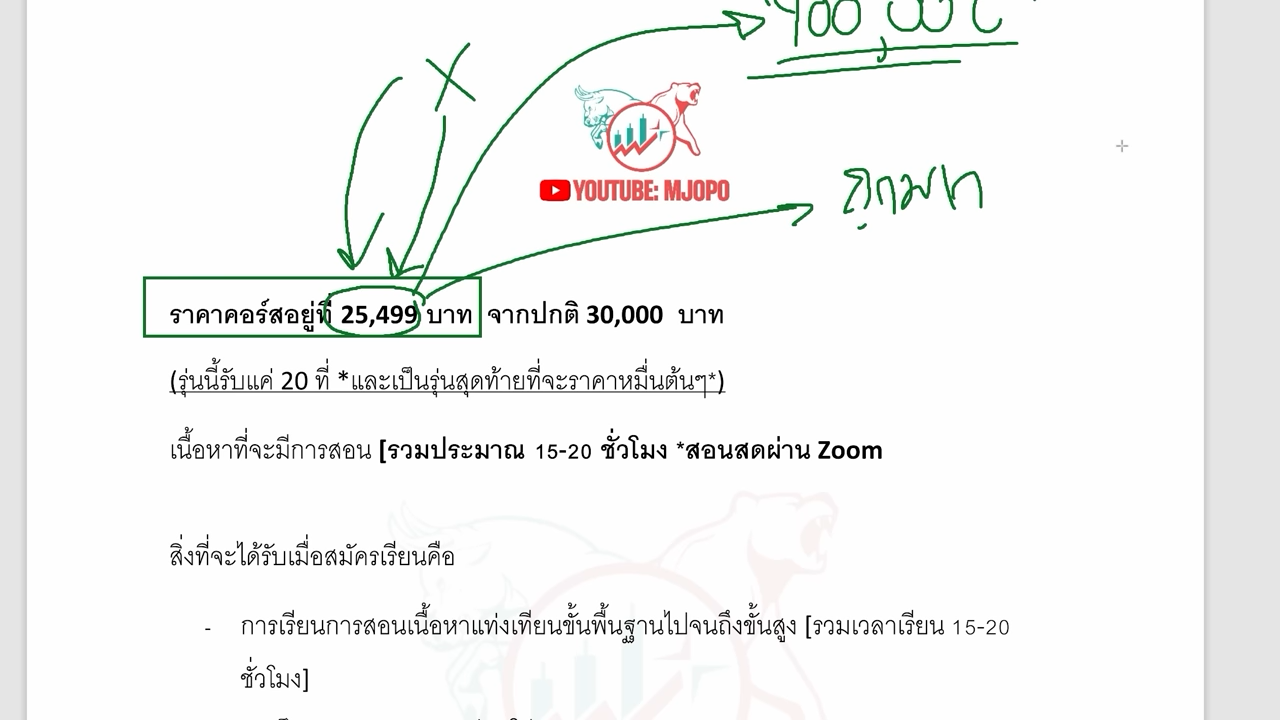 YOUTUBE: MJOPO
ถูกมาก
ราคาคอร์สอยู่ที่ 25,499 บาท จากปกติ 30,000 บาท
(รุ่นนี้รับแค่ 20 ที่ *และเป็นรุ่นสุดท้ายที่จะราคาหมื่นต้นๆ*)
เนื้อหาที่จะมีการสอน [รวมประมาณ 15-20 ชั่วโมง *สอนสดผ่าน Zoom
สิ่งที่จะได้รับเมื่อสมัครเรียนคือ
- การเรียนการสอนเนื้อหาแท่งเทียนขั้นพื้นฐานไปจนถึงขั้นสูง [รวมเวลาเรียน 15-20
ชั่วโมง]